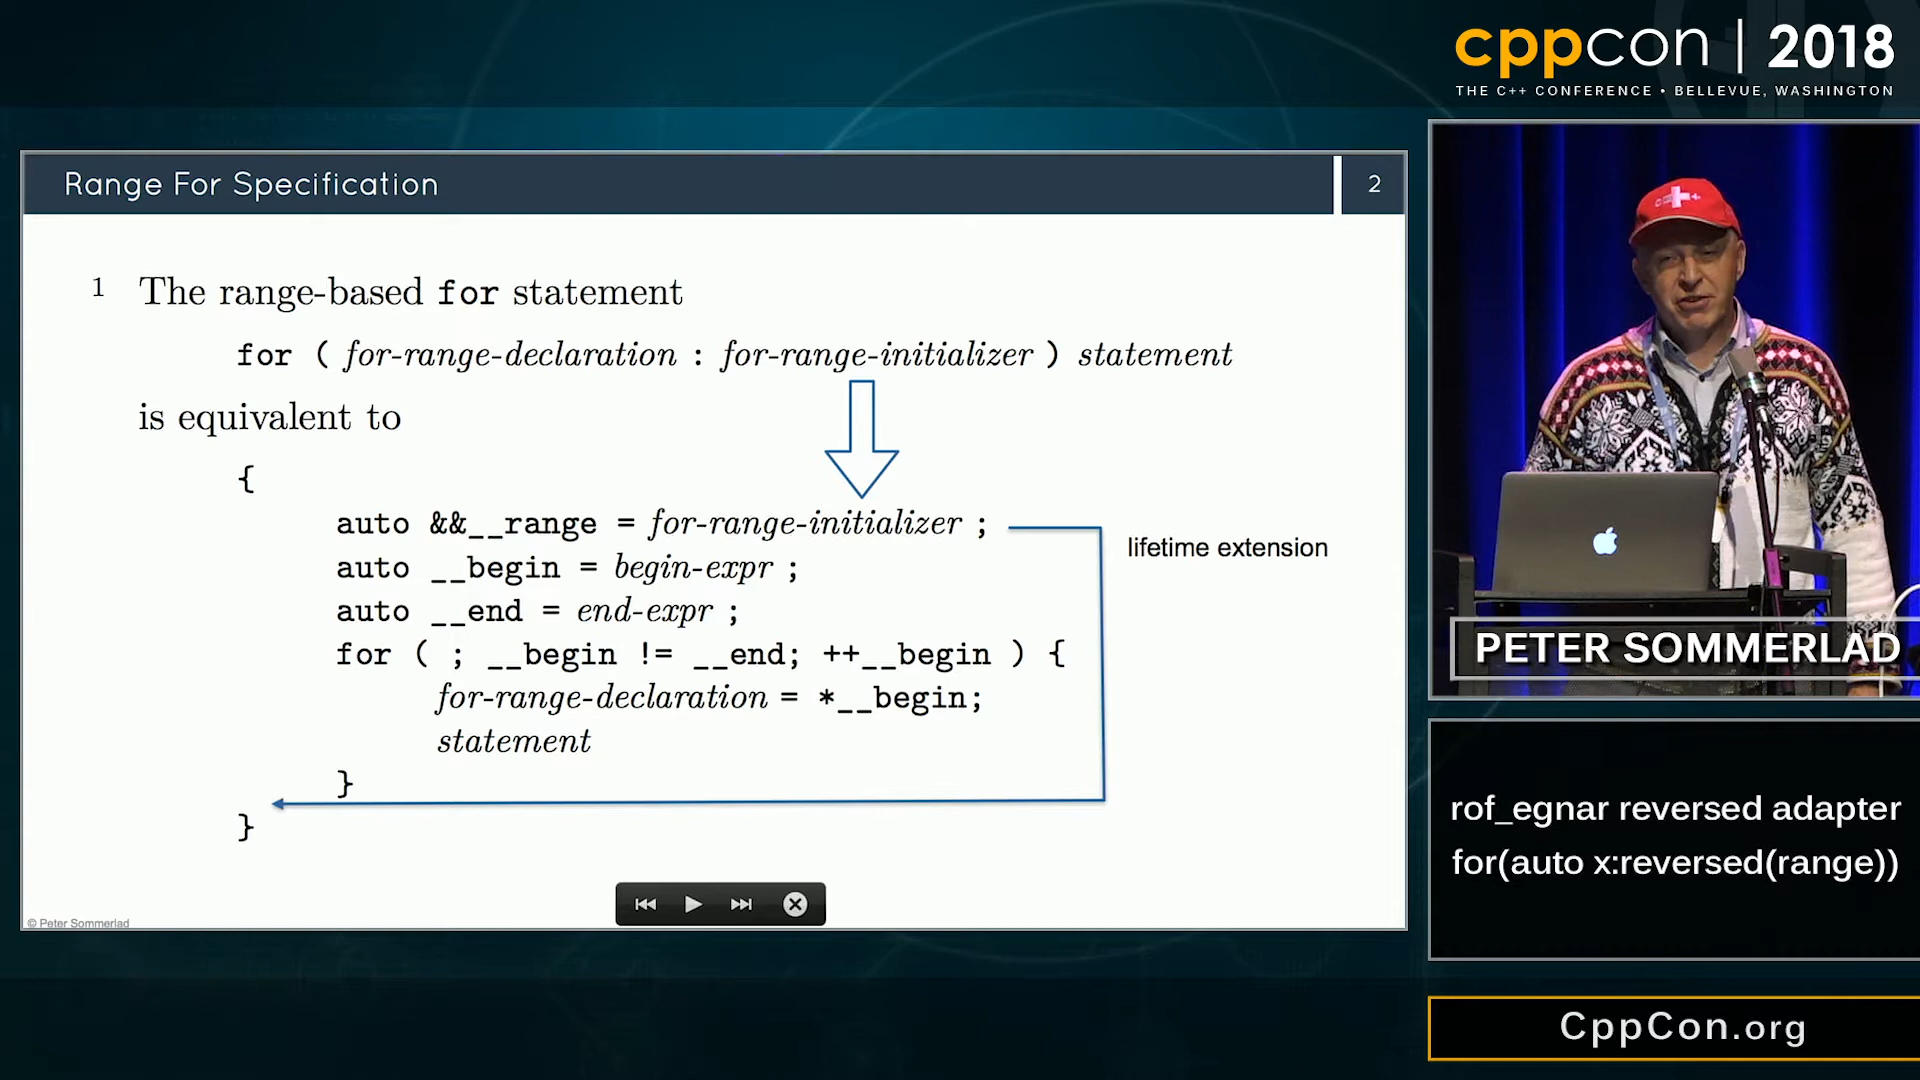 cppcon | 2018
THE C++ CONFERENCE • BELLEVUE, WASHINGTON
Range For Specification
2
1 The range-based for statement
for ( for-range-declaration : for-range-initializer ) statement
is equivalent to
{
auto &&__range = for-range-initializer ;
lifetime extension
auto __begin = begin-expr ;
auto __end = end-expr ;
for ( ; __begin != __end; ++__begin ) {
for-range-declaration = *__begin;
statement
}
}
© Peter Sommerlad
PETER SOMMERLAD
rof_egnar reversed adapter
for(auto x:reversed(range))
CppCon.org